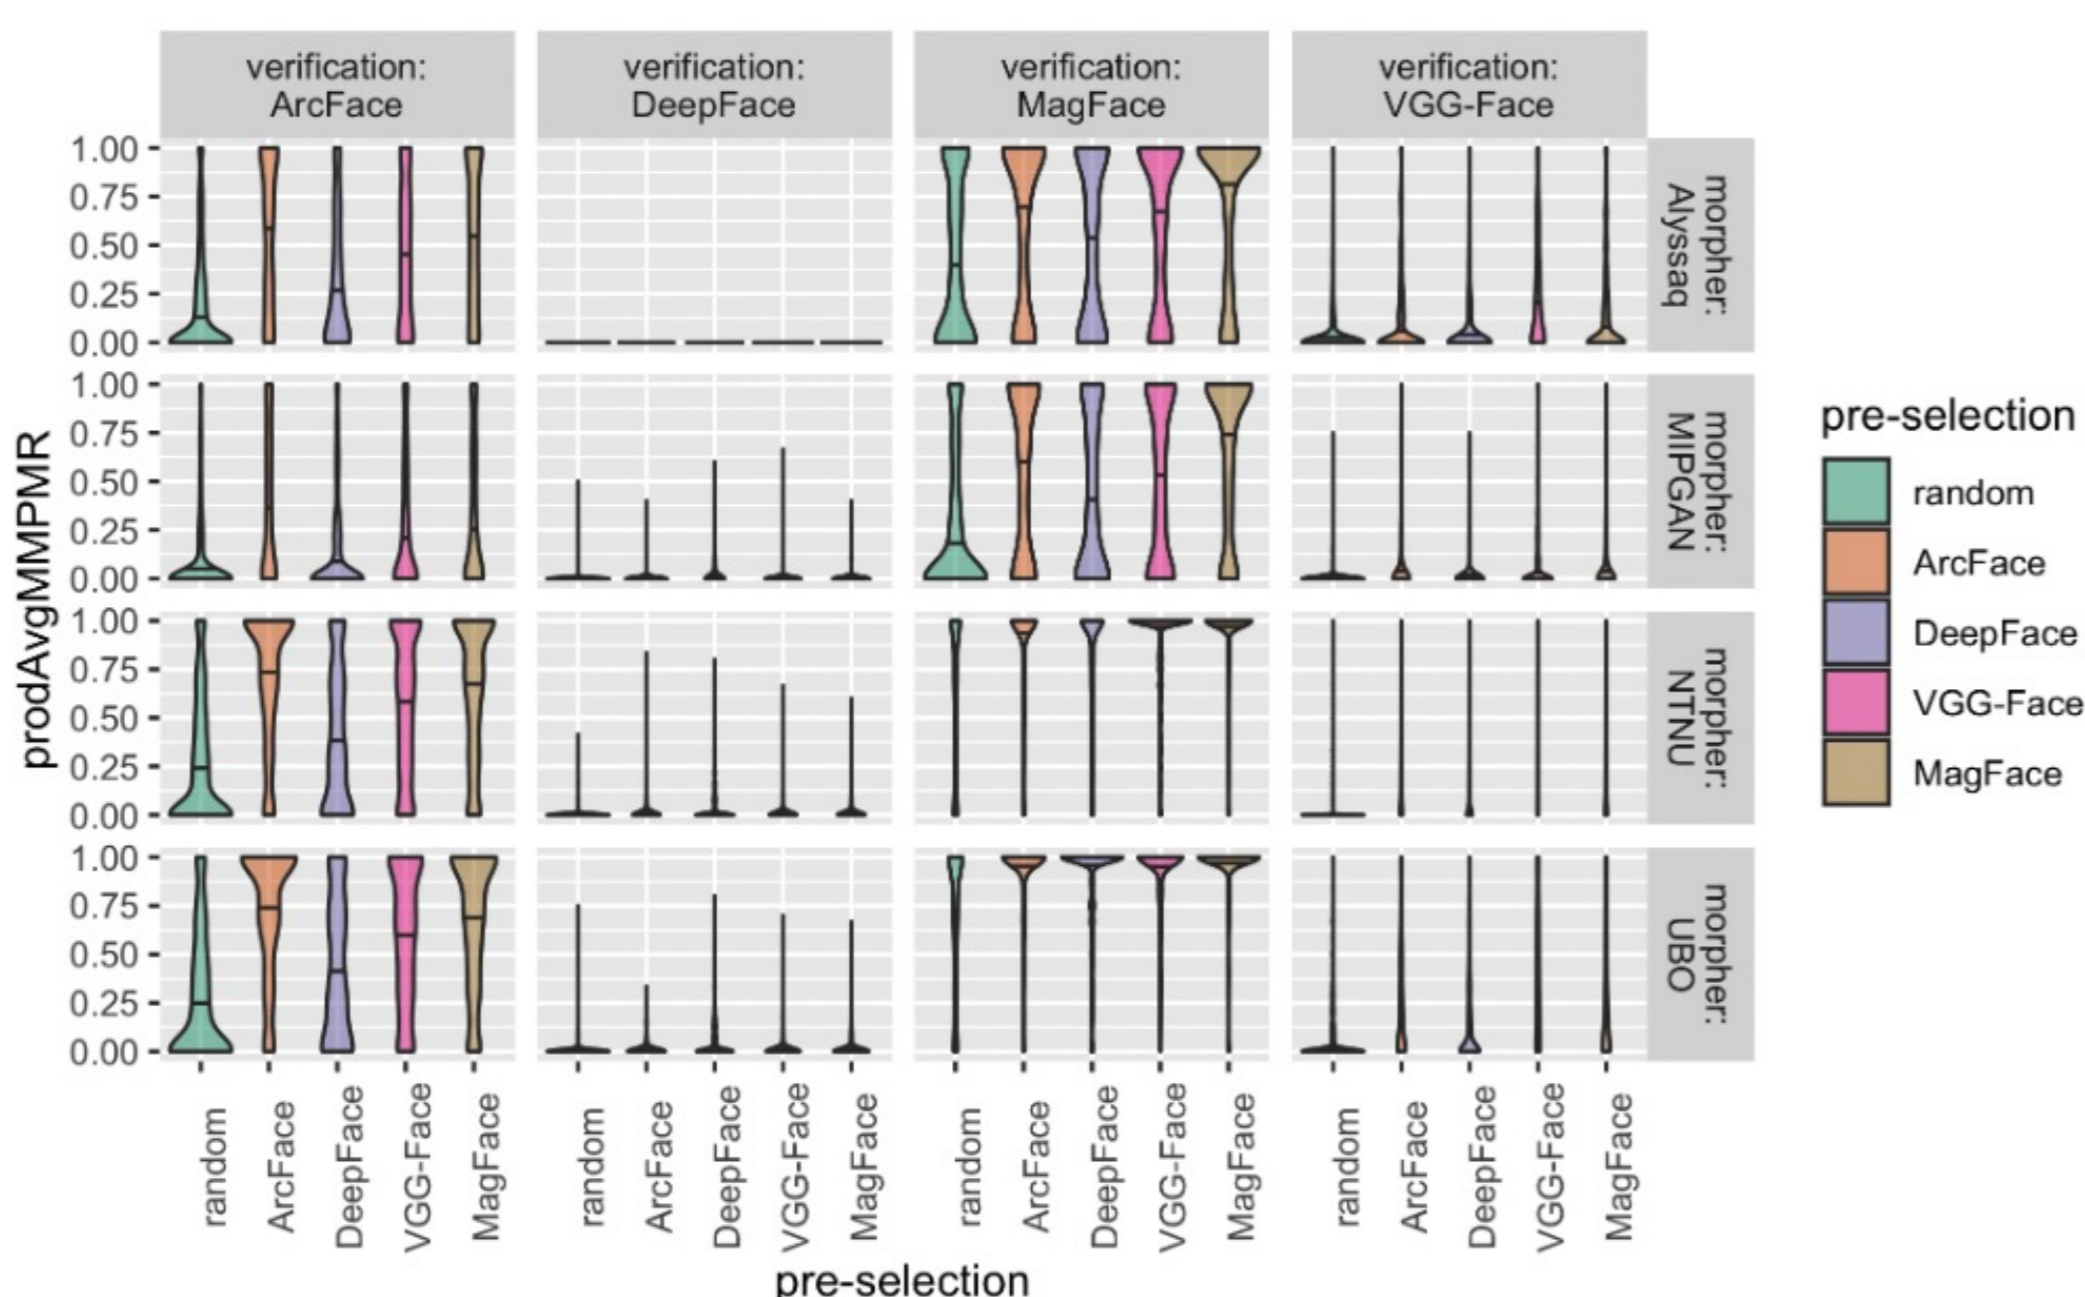 verification:
ArcFace
verification:
DeepFace
verification:
MagFace
verification:
VGG-Face
prodAvgMMPMR
1.00
0.75
0.50
0.25
0.00
morpher:
Alyssaq
1.00
0.75
0.50
0.25
0.00
morpher:
MIPGAN
1.00
0.75
0.50
0.25
0.00
morpher:
NTNU
1.00
0.75
0.50
0.25
0.00
morpher:
UBO
random
ArcFace
DeepFace
VGG-Face
MagFace
random
ArcFace
DeepFace
VGG-Face
MagFace
random
ArcFace
DeepFace
VGG-Face
MagFace
random
ArcFace
DeepFace
VGG-Face
MagFace
pre-selection
pre-selection
random
ArcFace
DeepFace
VGG-Face
MagFace